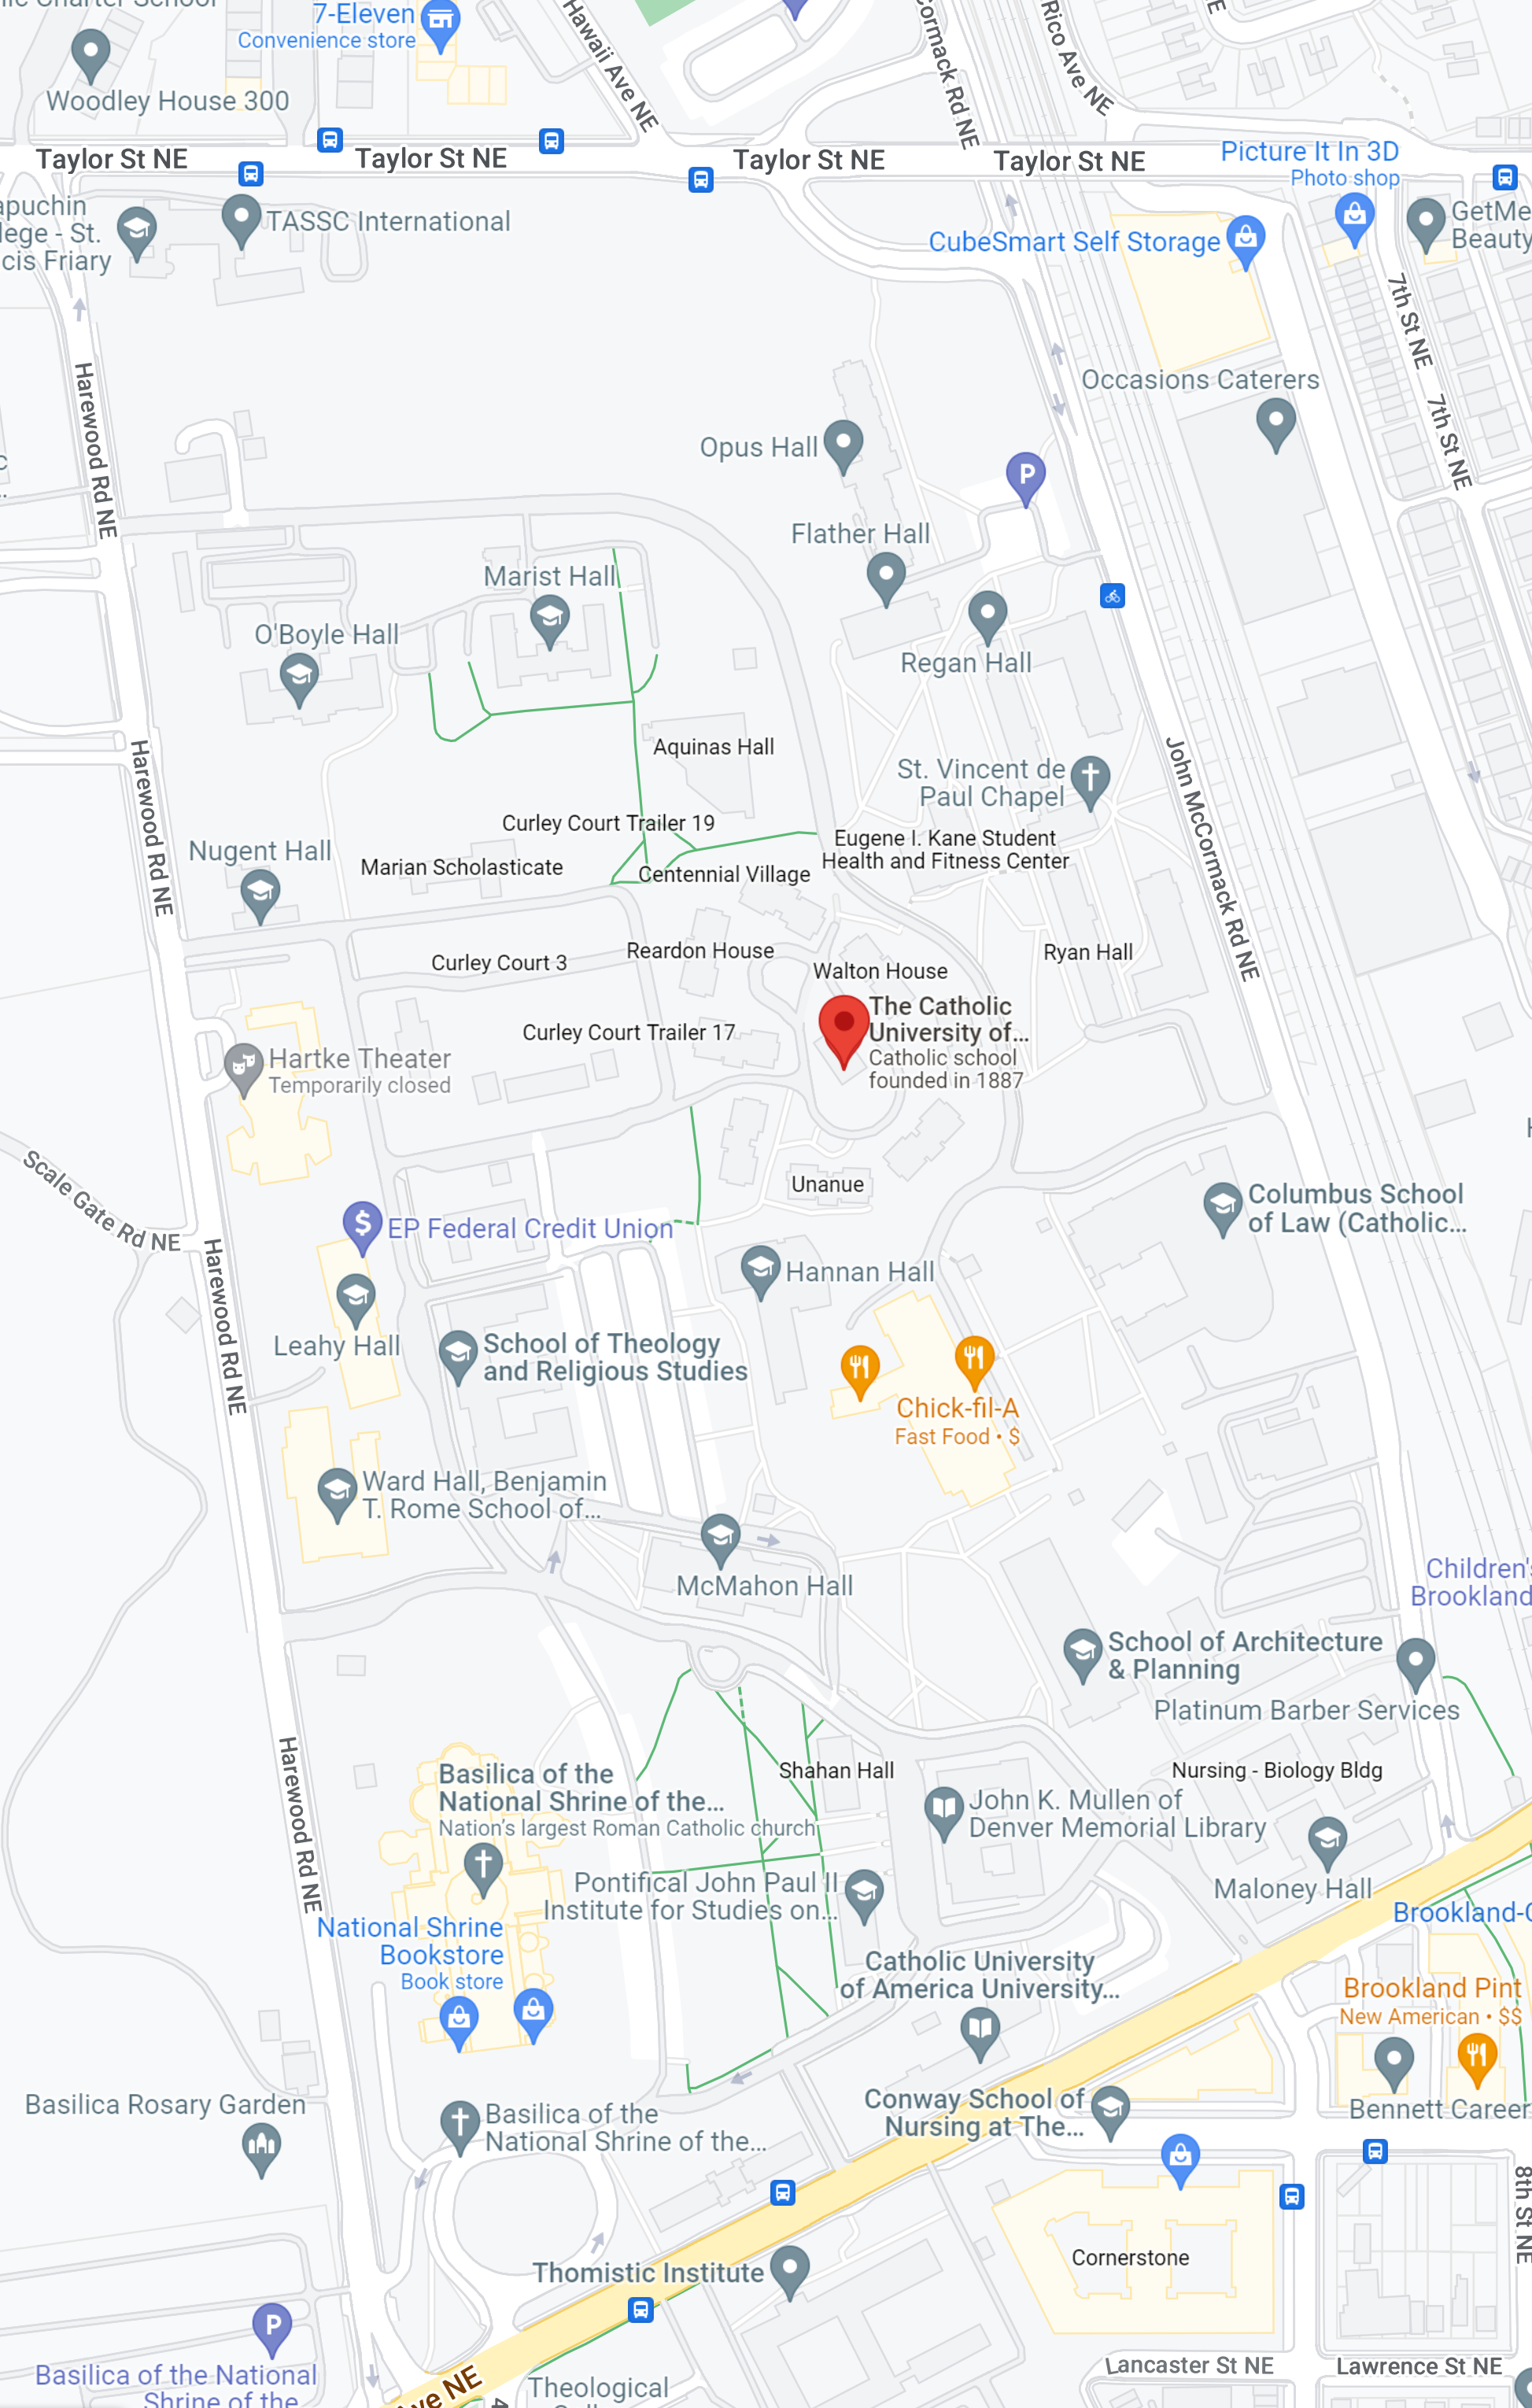 7-Eleven
Convenience store
Hawaii Ave NE
Cormack Rd NE
Rico Ave NE
Woodley House 300
Taylor St NE
Taylor St NE
Taylor St NE
Taylor St NE
Picture It In 3D
Photo shop
TASSC International
cis Friary
CubeSmart Self Storage
GetMe
Beauty
7th St NE
7th St NE
Harewood Rd NE
Occasions Caterers
Opus Hall
P
Flather Hall
Marist Hall
O'Boyle Hall
Regan Hall
Aquinas Hall
St. Vincent de
Paul Chapel
John McCormack Rd NE
Harewood Rd NE
Curley Court Trailer 19
Eugene I. Kane Student
Health and Fitness Center
Nugent Hall
Marian Scholasticate
Centennial Village
Reardon House
Ryan Hall
Curley Court 3
Walton House
The Catholic
University of...
Catholic school
founded in 1887
Curley Court Trailer 17
Hartke Theater
Temporarily closed
Scale Gate Rd NE
Unanue
Columbus School
of Law (Catholic...
EP Federal Credit Union
Harewood Rd NE
Hannan Hall
Leahy Hall
School of Theology
and Religious Studies
Chick-fil-A
Fast Food • $
Ward Hall, Benjamin
T. Rome School of...
McMahon Hall
Children's
Brookland
School of Architecture
& Planning
Platinum Barber Services
Harewood Rd NE
Basilica of the
National Shrine of the...
Nation's largest Roman Catholic church
Shahan Hall
Nursing - Biology Bldg
John K. Mullen of
Denver Memorial Library
Pontifical John Paul II
Institute for Studies on...
Maloney Hall
National Shrine
Bookstore
Book store
Brookland-C
Catholic University
of America University...
Brookland Pint
New American • $$
Basilica Rosary Garden
Basilica of the
National Shrine of the...
Conway School of
Nursing at The...
Bennett Career
8th St NE
Cornerstone
Thomistic Institute
P
Basilica of the National
Shrine of the
Ave NE
Theological
Lancaster St NE
Lawrence St NE